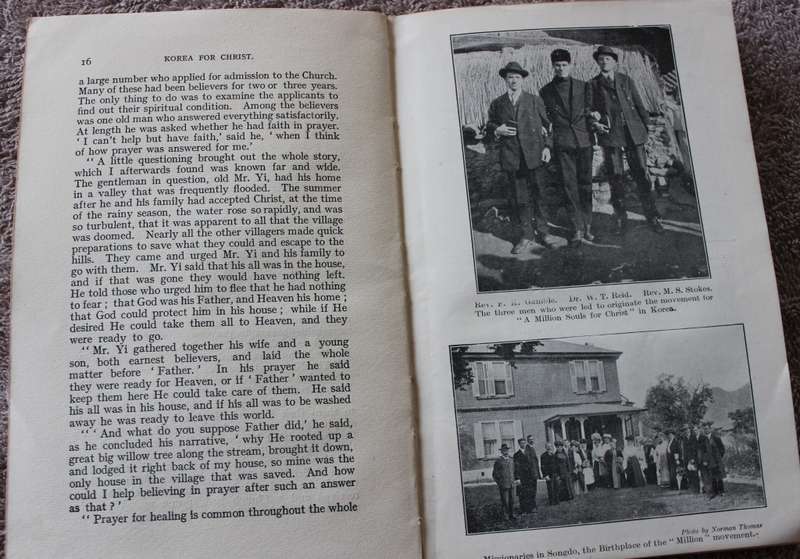 16
KOREA FOR CHRIST.
a large number who applied for admission to the Church.
Many of these had been believers for two or three years.
The only thing to do was to examine the applicants to
find out their spiritual condition. Among the believers
was one old man who answered everything satisfactorily.
At length he was asked whether he had faith in prayer.
‘ I can't help but have faith,’ said he, ‘ when I think
of how prayer was answered for me.’
“ A little questioning brought out the whole story,
which I afterwards found was known far and wide.
The gentleman in question, old Mr. Yi, had his home
in a valley that was frequently flooded. The summer
after he and his family had accepted Christ, at the time
of the rainy season, the water rose so rapidly, and was
so turbulent, that it was apparent to all that the village
was doomed. Nearly all the other villagers made quick
preparations to save what they could and escape to the
hills. They came and urged Mr. Yi and his family to
go with them. Mr. Yi said that his all was in the house,
and if that was gone they would have nothing left.
He told those who urged him to flee that he had nothing
to fear ; that God was his Father, and Heaven his home ;
that God could protect him in his house ; while if He
desired He could take them all to Heaven, and they
were ready to go.
“ Mr. Yi gathered together his wife and a young
son, both earnest believers, and laid the whole
matter before ‘ Father.’ In his prayer he said
they were ready for Heaven, or if ‘ Father ’ wanted to
keep them here He could take care of them. He said
his all was in his house, and if his all was to be washed
away he was ready to leave this world.
“ ‘ And what do you suppose Father did,’ he said,
as he concluded his narrative, ‘ why He rooted up a
great big willow tree along the stream, brought it down,
and lodged it right back of my house, so mine was the
only house in the village that was saved. And how
could I help believing in prayer after such an answer
as that ? ’
“ Prayer for healing is common throughout the whole
Rev. F. K. Gamble. Dr. W. T. Reid. Rev. M. S. Stokes.
The three men who were led to originate the movement for
“ A Million Souls for Christ ” in Korea.
Photo by Norman Thomas
Missionaries in Songdo, the Birthplace of the “ Million ” movement.